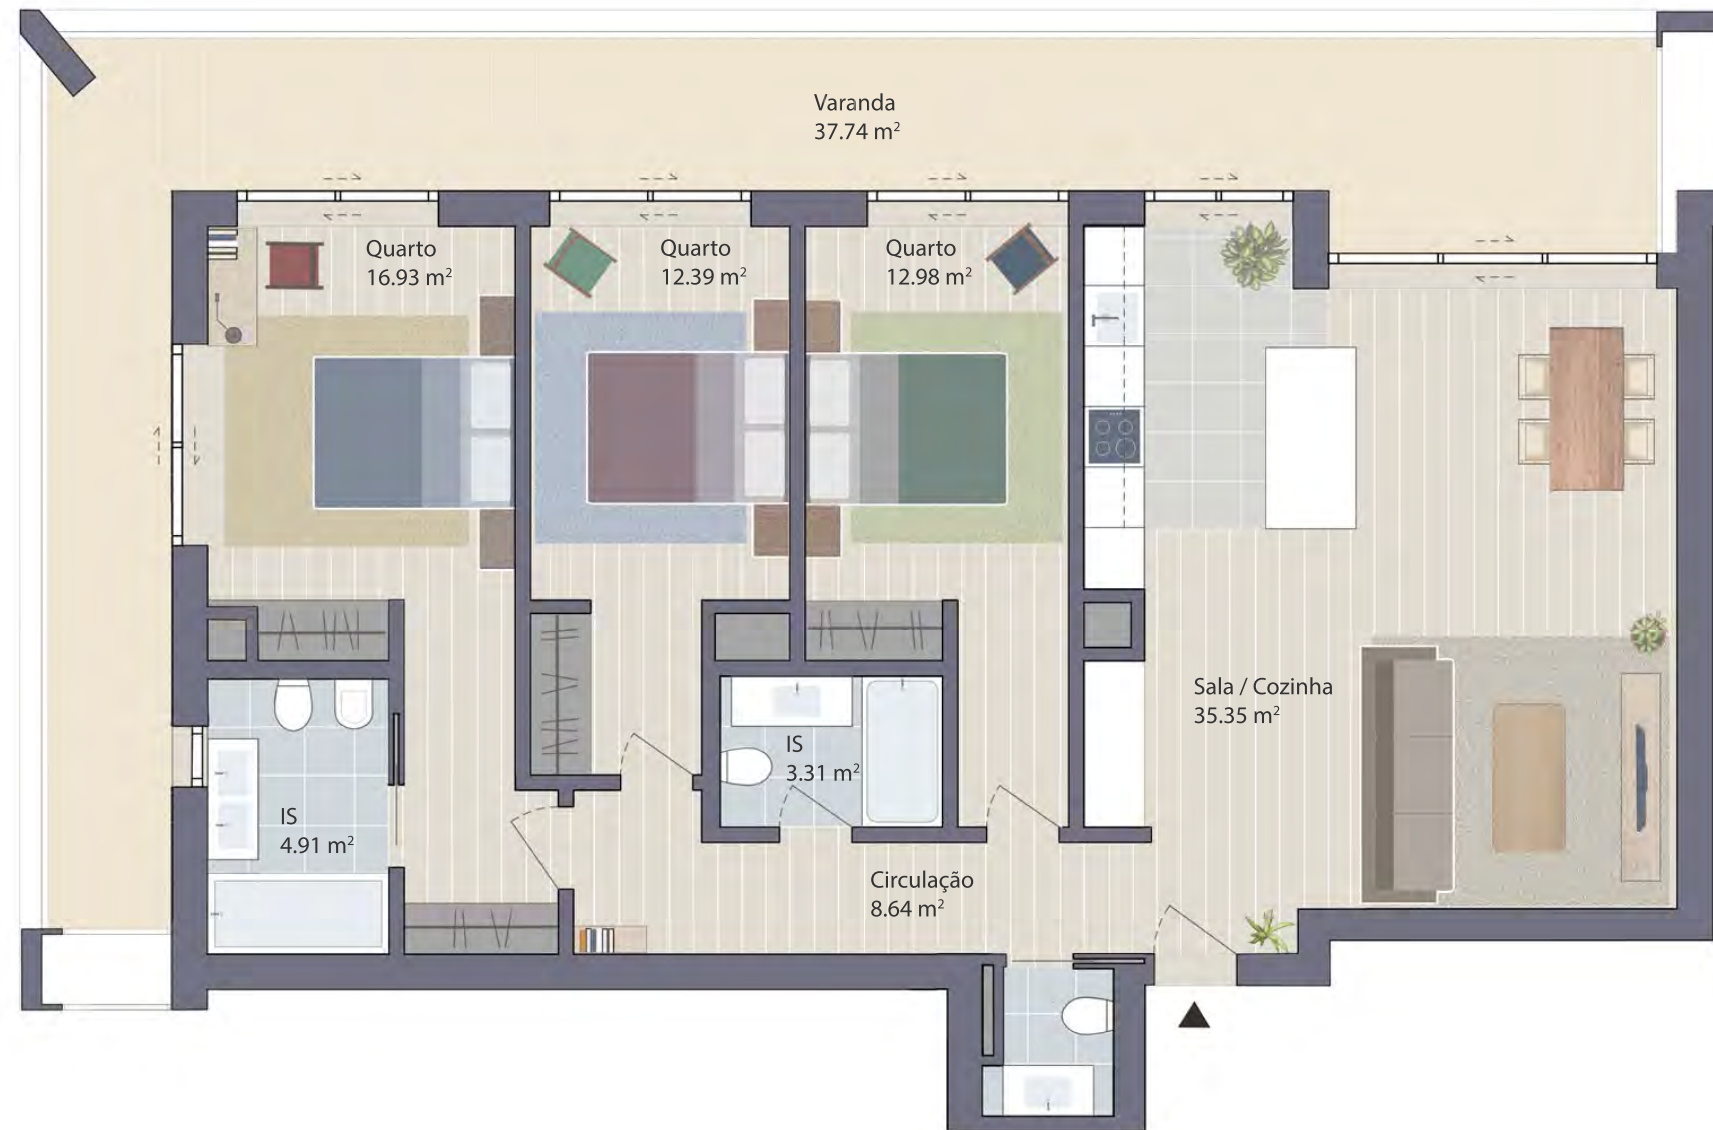 Varanda
37.74 m²
Quarto
16.93 m²
Quarto
12.39 m²
Quarto
12.98 m²
Sala / Cozinha
35.35 m²
IS
3.31 m²
IS
4.91 m²
Circulação
8.64 m²